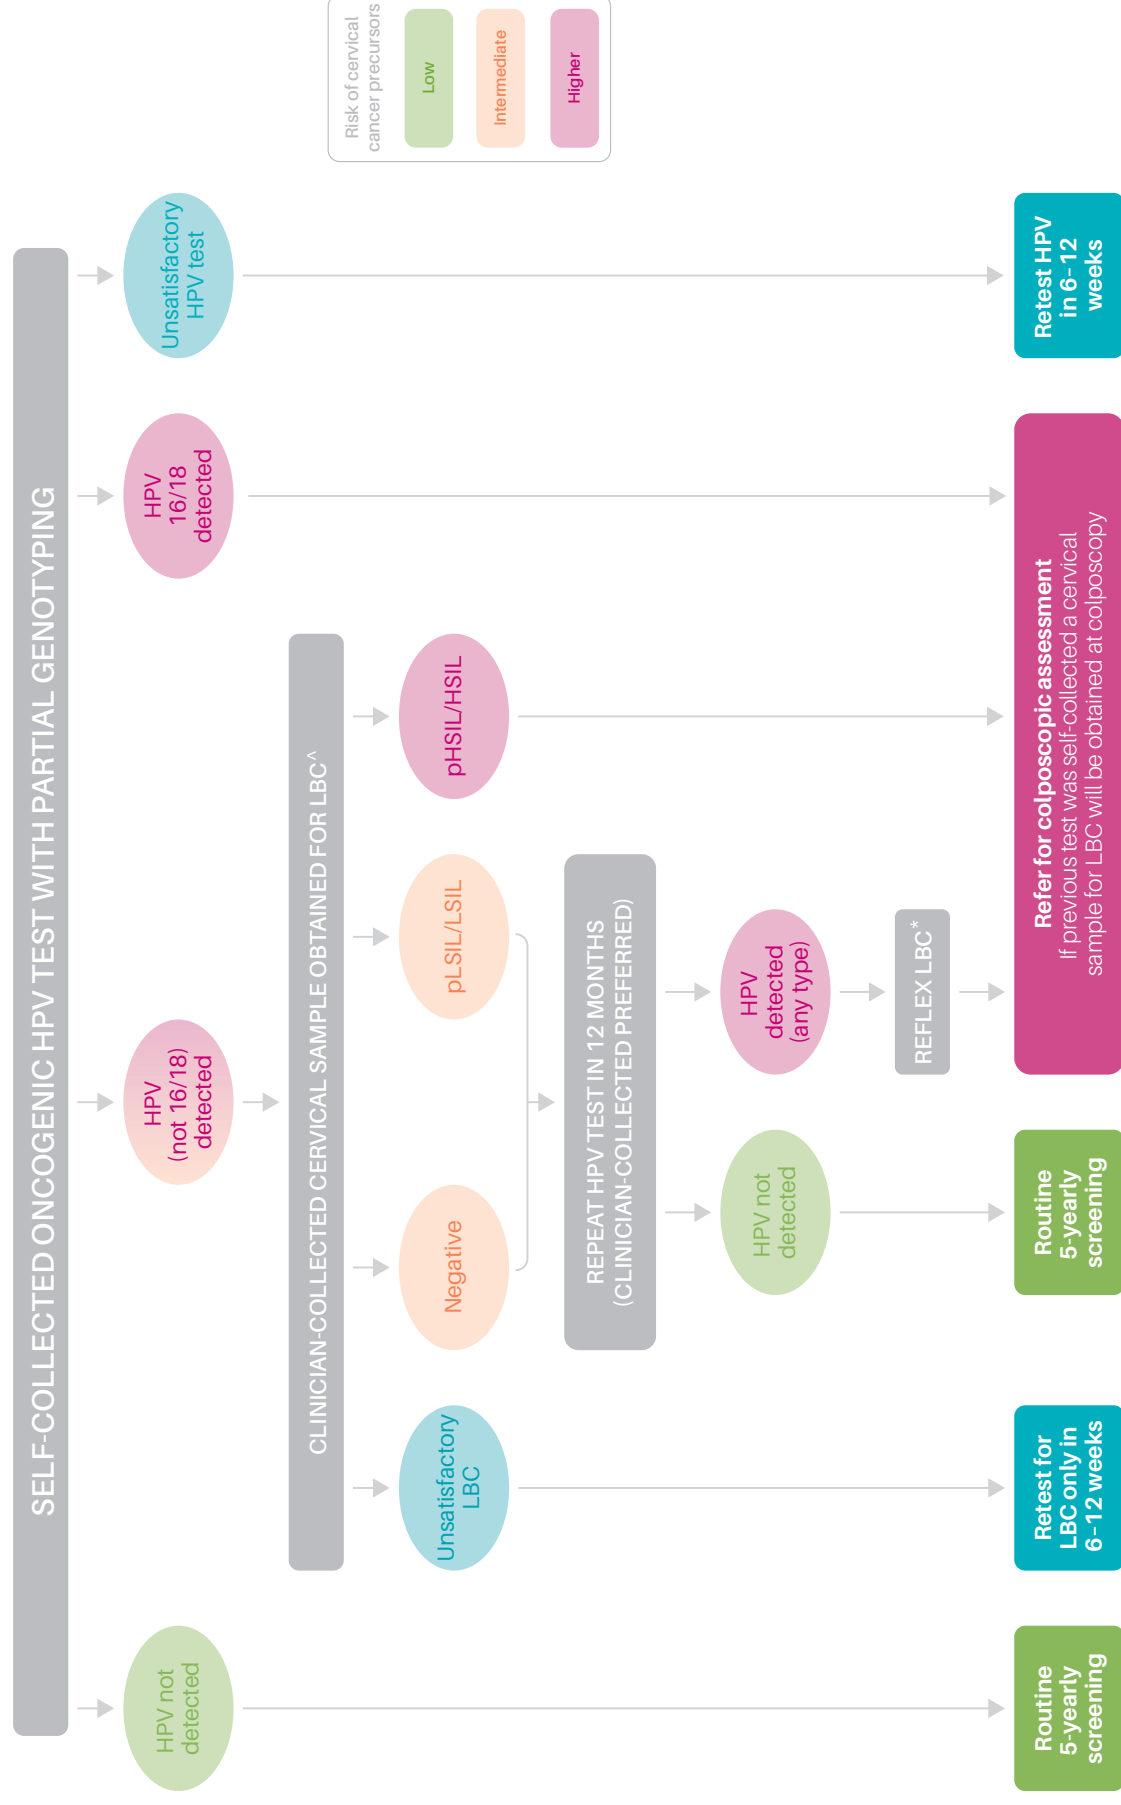 SELF-COLLECTED ONCOGENIC HPV TEST WITH PARTIAL GENOTYPING
HPV not
detected
HPV
(not 16/18)
detected
HPV
16/18
detected
Unsatisfactory
HPV test
Risk of cervical
cancer precursors
Low
Intermediate
Higher
CLINICIAN-COLLECTED CERVICAL SAMPLE OBTAINED FOR LBC^
Unsatisfactory
LBC
Negative
pLSIL/LSIL
pHSIL/HSIL
REPEAT HPV TEST IN 12 MONTHS
(CLINICIAN-COLLECTED PREFERRED)
HPV not
detected
HPV
detected
(any type)
REFLEX LBC*
Routine
5-yearly
screening
Retest for
LBC only in
6–12 weeks
Routine
5-yearly
screening
Refer for colposcopic assessment
If previous test was self-collected a cervical
sample for LBC will be obtained at colposcopy
Retest HPV
in 6–12
weeks